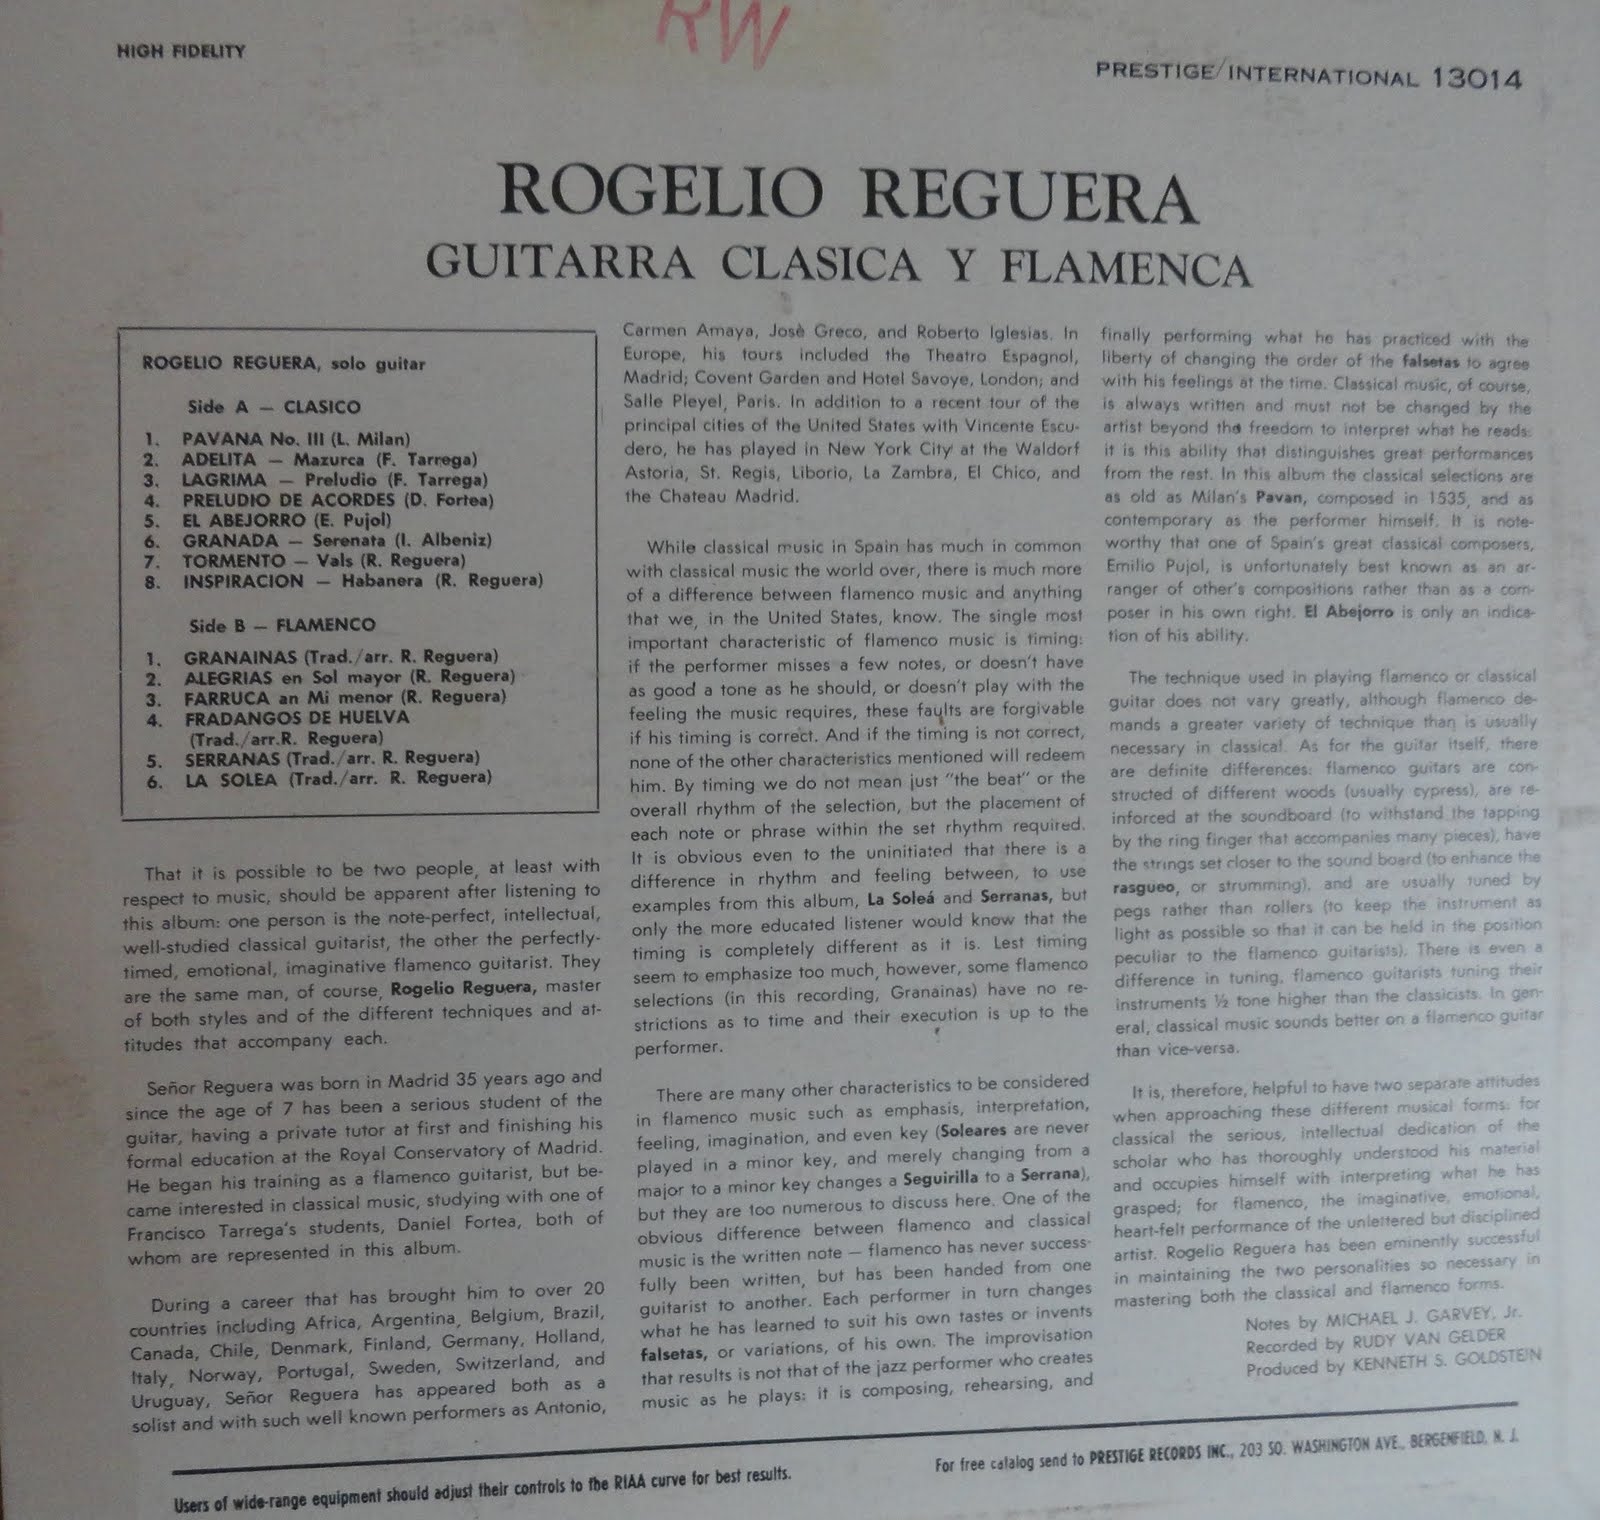 RW
HIGH FIDELITY
PRESTIGE/INTERNATIONAL 13014
ROGELIO REGUERA
GUITARRA CLASICA Y FLAMENCA
ROGELIO REGUERA, solo guitar
Side A — CLASICO
1. PAVANA No. III (L. Milan)
2. ADELITA — Mazurca (F. Tarrega)
3. LAGRIMA — Preludio (F. Tarrega)
4. PRELUDIO DE ACORDES (D. Fortea)
5. EL ABEJORRO (E. Pujol)
6. GRANADA — Serenata (I. Albeniz)
7. TORMENTO — Vals (R. Reguera)
8. INSPIRACION — Habanera (R. Reguera)
Side B — FLAMENCO
1. GRANAINAS (Trad./arr. R. Reguera)
2. ALEGRIAS en Sol mayor (R. Reguera)
3. FARRUCA an Mi menor (R. Reguera)
4. FRADANGOS DE HUELVA
(Trad./arr.R. Reguera)
5. SERRANAS (Trad./arr. R. Reguera)
6. LA SOLEA (Trad./arr. R. Reguera)
That it is possible to be two people, at least with
respect to music, should be apparent after listening to
this album: one person is the note-perfect, intellectual,
well-studied classical guitarist, the other the perfectly-
timed, emotional, imaginative flamenco guitarist. They
are the same man, of course, Rogelio Reguera, master
of both styles and of the different techniques and at-
titudes that accompany each.
Señor Reguera was born in Madrid 35 years ago and
since the age of 7 has been a serious student of the
guitar, having a private tutor at first and finishing his
formal education at the Royal Conservatory of Madrid.
He began his training as a flamenco guitarist, but be-
came interested in classical music, studying with one of
Francisco Tarrega's students, Daniel Fortea, both of
whom are represented in this album.
During a career that has brought him to over 20
countries including Africa, Argentina, Belgium, Brazil,
Canada, Chile, Denmark, Finland, Germany, Holland,
Italy, Norway, Portugal, Sweden, Switzerland, and
Uruguay, Señor Reguera has appeared both as a
solist and with such well known performers as Antonio,
Carmen Amaya, Josè Greco, and Roberto Iglesias. In
Europe, his tours included the Theatro Espagnol,
Madrid; Covent Garden and Hotel Savoye, London; and
Salle Pleyel, Paris. In addition to a recent tour of the
principal cities of the United States with Vincente Escu-
dero, he has played in New York City at the Waldorf
Astoria, St. Regis, Liborio, La Zambra, El Chico, and
the Chateau Madrid.
While classical music in Spain has much in common
with classical music the world over, there is much more
of a difference between flamenco music and anything
that we, in the United States, know. The single most
important characteristic of flamenco music is timing:
if the performer misses a few notes, or doesn't have
as good a tone as he should, or doesn't play with the
feeling the music requires, these faults are forgivable
if his timing is correct. And if the timing is not correct,
none of the other characteristics mentioned will redeem
him. By timing we do not mean just "the beat" or the
overall rhythm of the selection, but the placement of
each note or phrase within the set rhythm required.
It is obvious even to the uninitiated that there is a
difference in rhythm and feeling between, to use
examples from this album, La Soleá and Serranas, but
only the more educated listener would know that the
timing is completely different as it is. Lest timing
seem to emphasize too much, however, some flamenco
selections (in this recording, Granainas) have no re-
strictions as to time and their execution is up to the
performer.
There are many other characteristics to be considered
in flamenco music such as emphasis, interpretation,
feeling, imagination, and even key (Soleares are never
played in a minor key, and merely changing from a
major to a minor key changes a Seguirilla to a Serrana),
but they are too numerous to discuss here. One of the
obvious difference between flamenco and classical
music is the written note — flamenco has never success-
fully been written, but has been handed from one
guitarist to another. Each performer in turn changes
what he has learned to suit his own tastes or invents
falsetas, or variations, of his own. The improvisation
that results is not that of the jazz performer who creates
music as he plays: it is composing, rehearsing, and
finally performing what he has practiced with the
liberty of changing the order of the falsetas to agree
with his feelings at the time. Classical music, of course,
is always written and must not be changed by the
artist beyond the freedom to interpret what he reads:
it is this ability that distinguishes great performances
from the rest. In this album the classical selections are
as old as Milan's Pavan, composed in 1535, and as
contemporary as the performer himself. It is note-
worthy that one of Spain's great classical composers,
Emilio Pujol, is unfortunately best known as an ar-
ranger of other's compositions rather than as a com-
poser in his own right. El Abejorro is only an indica-
tion of his ability.
The technique used in playing flamenco or classical
guitar does not vary greatly, although flamenco de-
mands a greater variety of technique than is usually
necessary in classical. As for the guitar itself, there
are definite differences: flamenco guitars are con-
structed of different woods (usually cypress), are re-
inforced at the soundboard (to withstand the tapping
by the ring finger that accompanies many pieces), have
the strings set closer to the sound board (to enhance the
rasgueo, or strumming), and are usually tuned by
pegs rather than rollers (to keep the instrument as
light as possible so that it can be held in the position
peculiar to the flamenco guitarists). There is even a
difference in tuning, flamenco guitarists tuning their
instruments ½ tone higher than the classicists. In gen-
eral, classical music sounds better on a flamenco guitar
than vice-versa.
It is, therefore, helpful to have two separate attitudes
when approaching these different musical forms: for
classical the serious, intellectual dedication of the
scholar who has thoroughly understood his material
and occupies himself with interpreting what he has
grasped; for flamenco, the imaginative, emotional,
heart-felt performance of the unlettered but disciplined
artist. Rogelio Reguera has been eminently successful
in maintaining the two personalities so necessary in
mastering both the classical and flamenco forms.
Notes by MICHAEL J. GARVEY, Jr.
Recorded by RUDY VAN GELDER
Produced by KENNETH S. GOLDSTEIN
Users of wide-range equipment should adjust their controls to the RIAA curve for best results.
For free catalog send to PRESTIGE RECORDS INC., 203 SO. WASHINGTON AVE., BERGENFIELD, N. J.